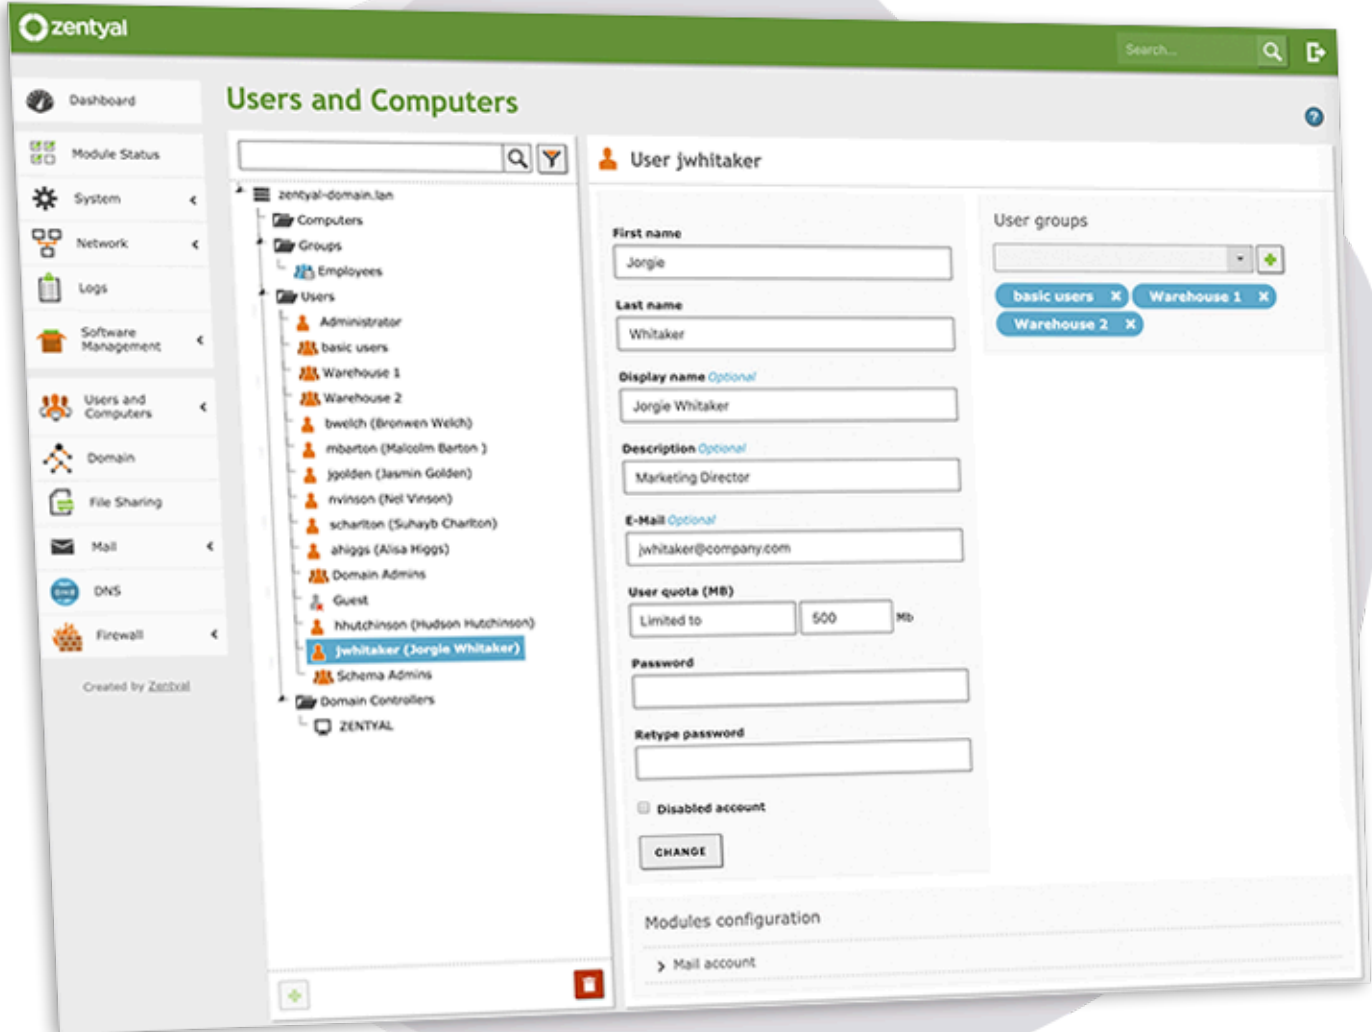 zentyal
Search...
Dashboard
Module Status
System
Network
Logs
Software
Management
Users and
Computers
Domain
File Sharing
Mail
DNS
Firewall
Created by Zentyal
Users and Computers
zentyal-domain.lan
Computers
Groups
Employees
Users
Administrator
basic users
Warehouse 1
Warehouse 2
bwelch (Bronwen Welch)
mbarton (Malcolm Barton )
jgolden (Jasmin Golden)
nvinson (Nel Vinson)
scharlton (Suhayb Charlton)
ahiggs (Alisa Higgs)
Domain Admins
Guest
hhutchinson (Hudson Hutchinson)
jwhitaker (Jorgie Whitaker)
Schema Admins
Domain Controllers
ZENTYAL
User jwhitaker
First name
Jorgie
Last name
Whitaker
Display name Optional
Jorgie Whitaker
Description Optional
Marketing Director
E-Mail Optional
jwhitaker@company.com
User quota (MB)
Limited to 500 Mb
Password
Retype password
Disabled account
CHANGE
User groups
basic users x Warehouse 1 x
Warehouse 2 x
Modules configuration
Mail account